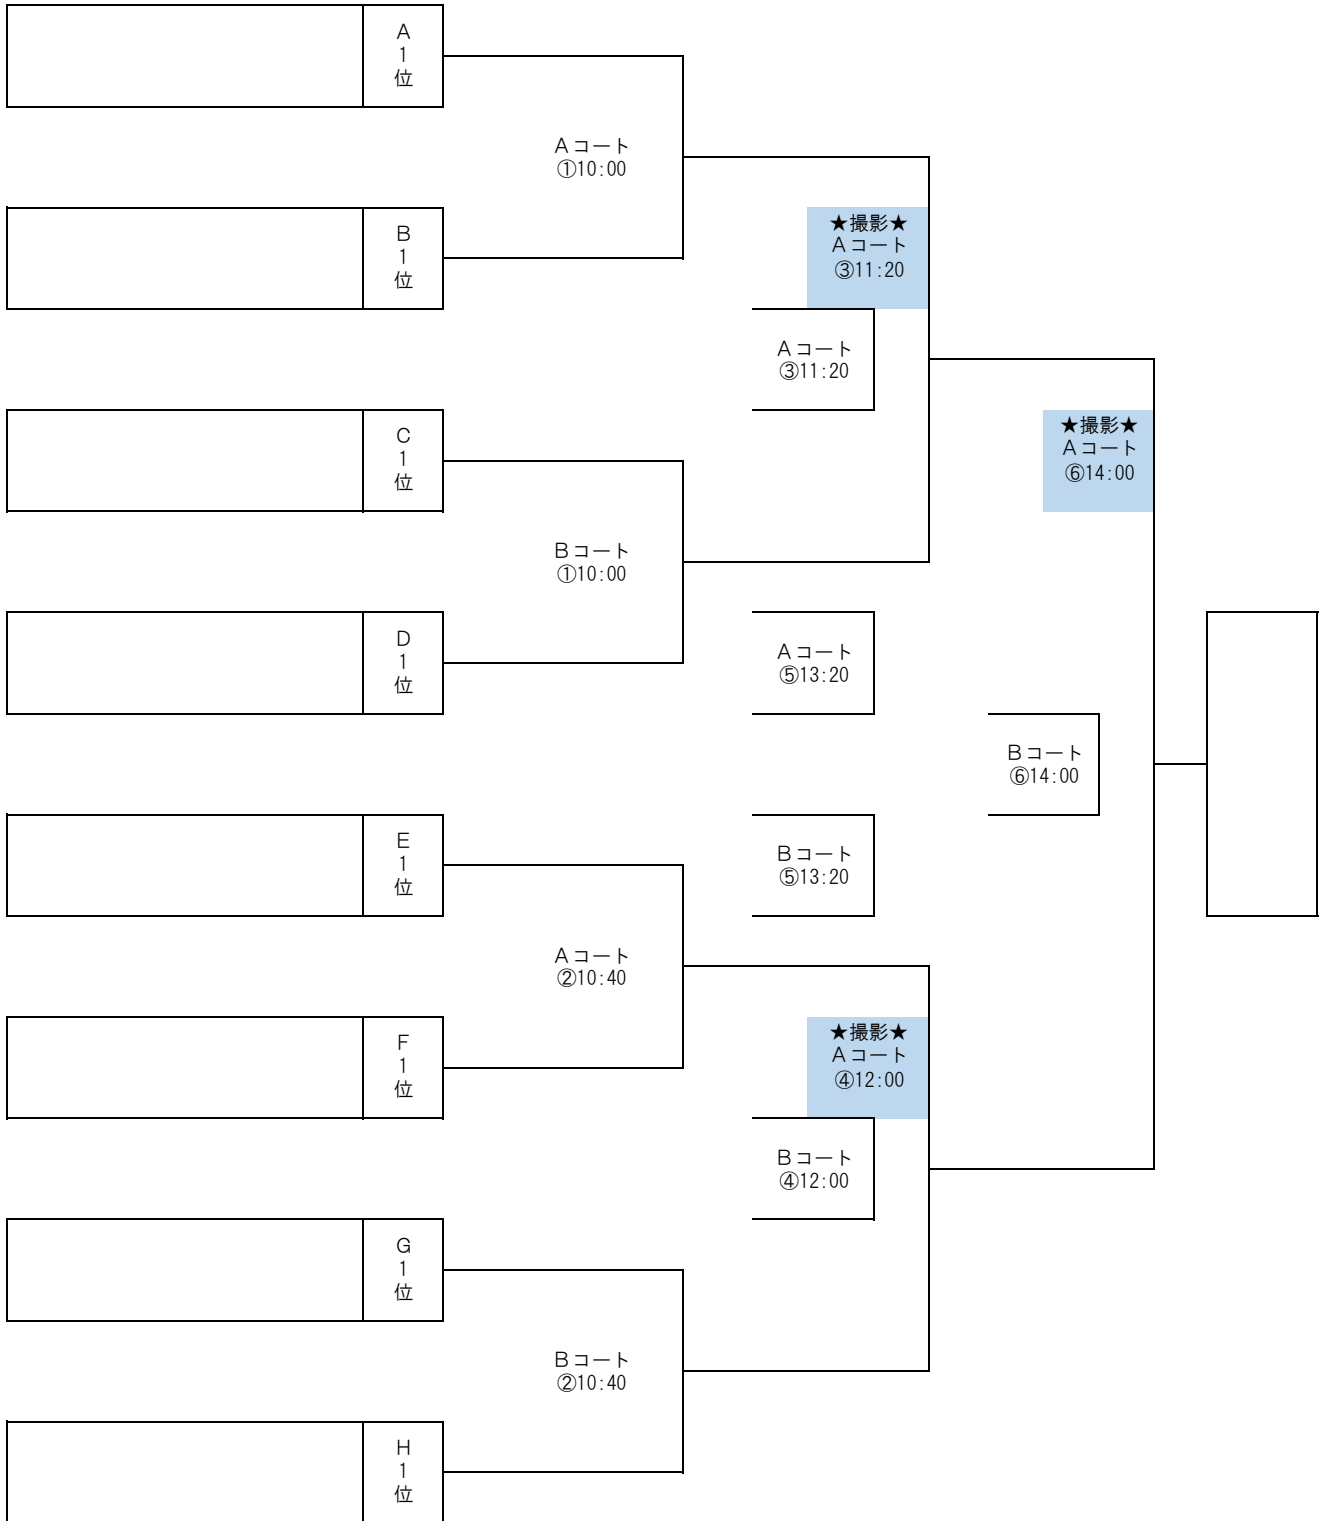 A
1
位
Aコート
①10:00
B
1
位
★撮影★
Aコート
③11:20
Aコート
③11:20
C
1
位
★撮影★
Aコート
⑥14:00
Bコート
①10:00
D
1
位
Aコート
⑤13:20
Bコート
⑥14:00
E
1
位
Bコート
⑤13:20
Aコート
②10:40
F
1
位
★撮影★
Aコート
④12:00
Bコート
④12:00
G
1
位
Bコート
②10:40
H
1
位